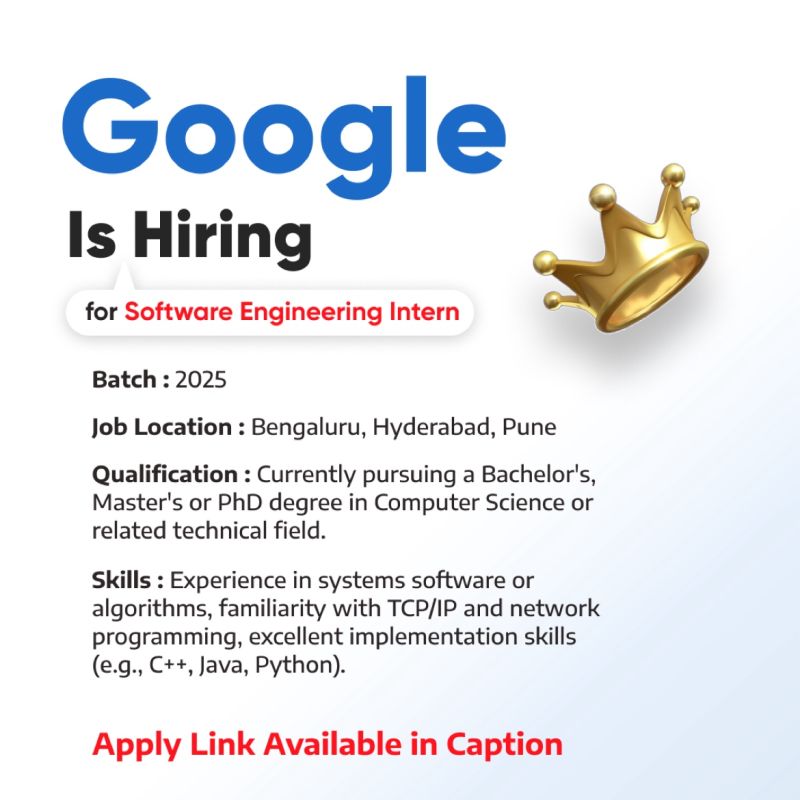 Google
Is Hiring
for Software Engineering Intern
Batch : 2025
Job Location : Bengaluru, Hyderabad, Pune
Qualification : Currently pursuing a Bachelor's,
Master's or PhD degree in Computer Science or
related technical field.
Skills : Experience in systems software or
algorithms, familiarity with TCP/IP and network
programming, excellent implementation skills
(e.g., C++, Java, Python).
Apply Link Available in Caption